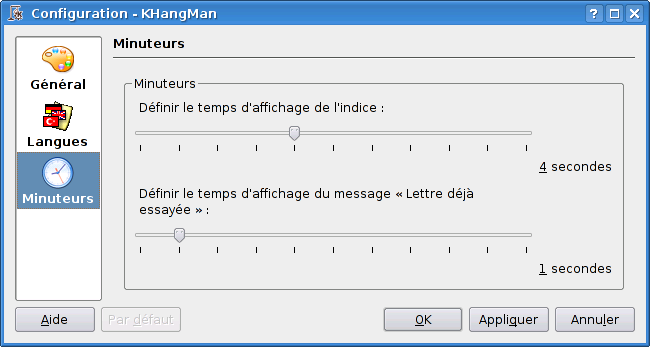 Configuration - KHangMan
?
Général
Langues
Minuteurs
Minuteurs
Minuteurs
Définir le temps d'affichage de l'indice :
4 secondes
Définir le temps d'affichage du message « Lettre déjà
essayée » :
1 secondes
Aide
Par défaut
OK
Appliquer
Annuler